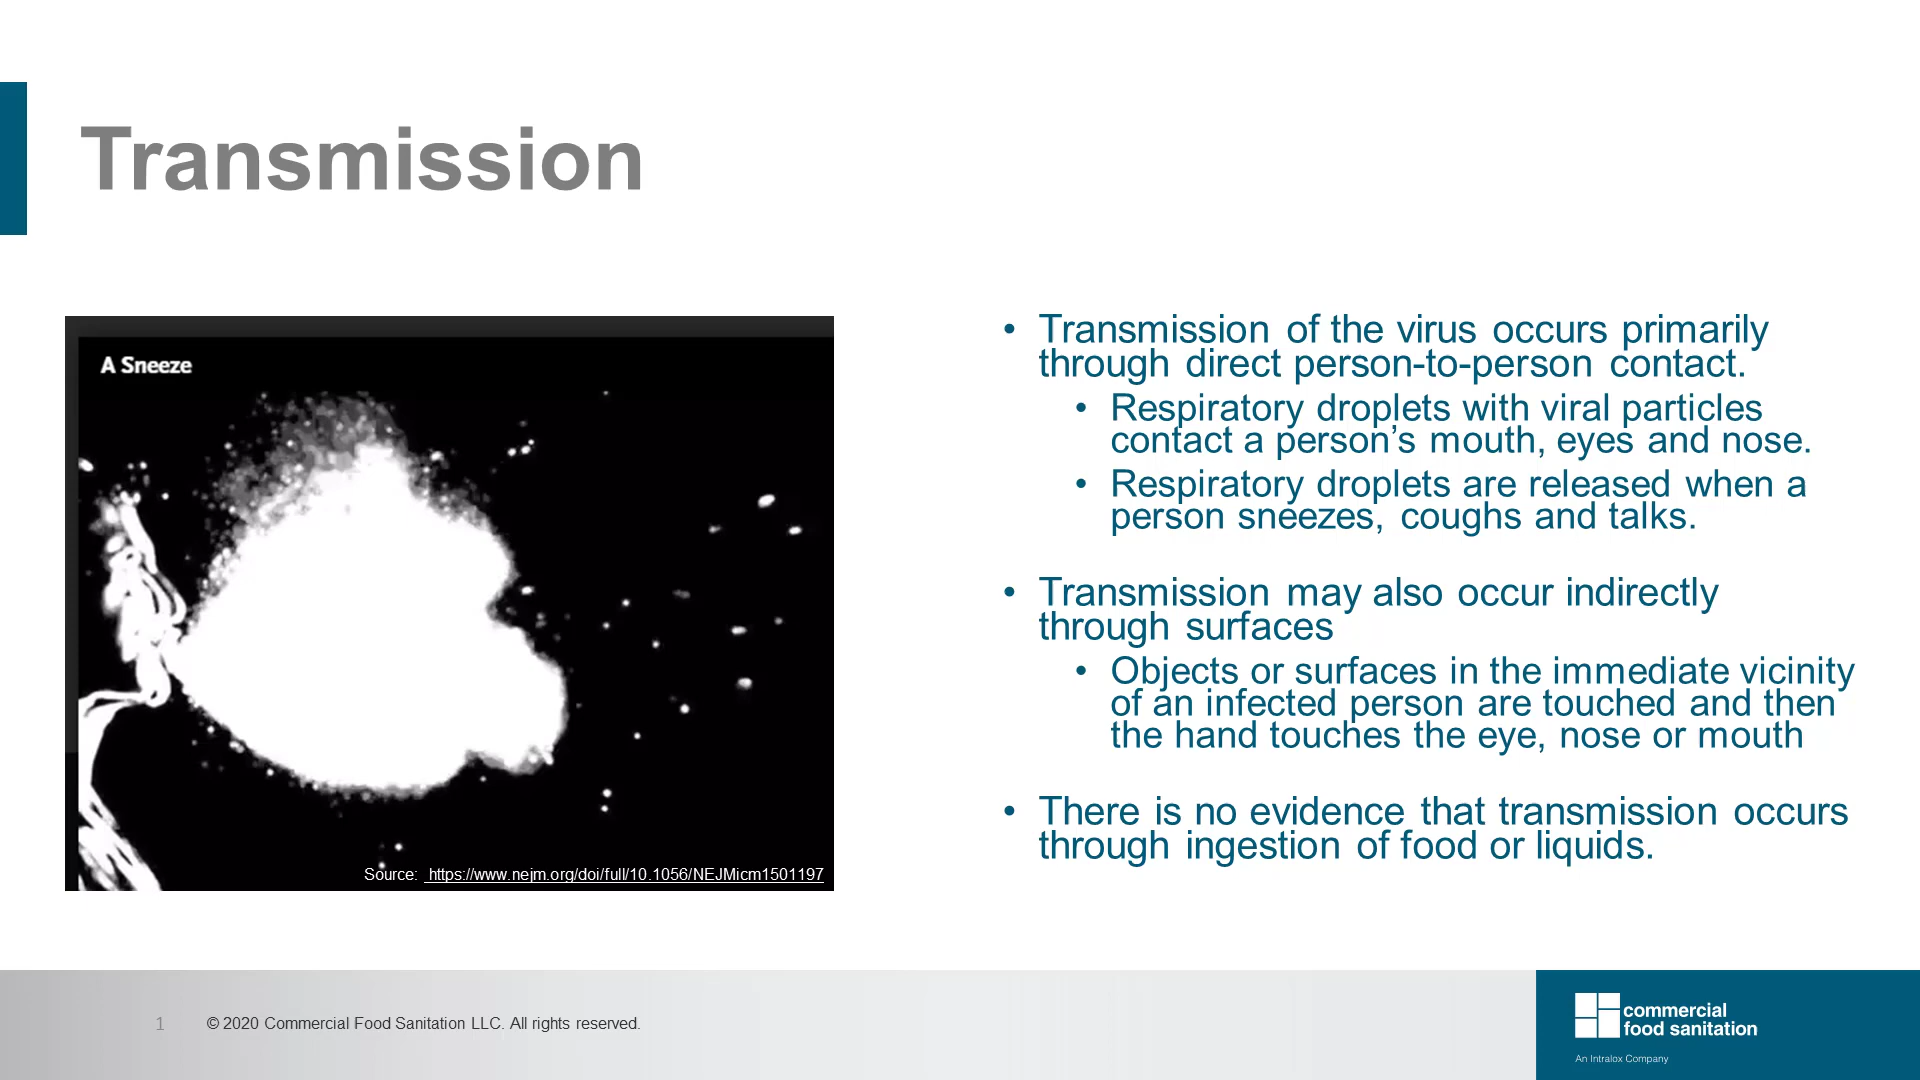 Transmission
A Sneeze
Source: https://www.nejm.org/doi/full/10.1056/NEJMicm1501197
• Transmission of the virus occurs primarily
through direct person-to-person contact.
• Respiratory droplets with viral particles
contact a person’s mouth, eyes and nose.
• Respiratory droplets are released when a
person sneezes, coughs and talks.
• Transmission may also occur indirectly
through surfaces
• Objects or surfaces in the immediate vicinity
of an infected person are touched and then
the hand touches the eye, nose or mouth
• There is no evidence that transmission occurs
through ingestion of food or liquids.
1 © 2020 Commercial Food Sanitation LLC. All rights reserved.
commercial
food sanitation
An Intralox Company